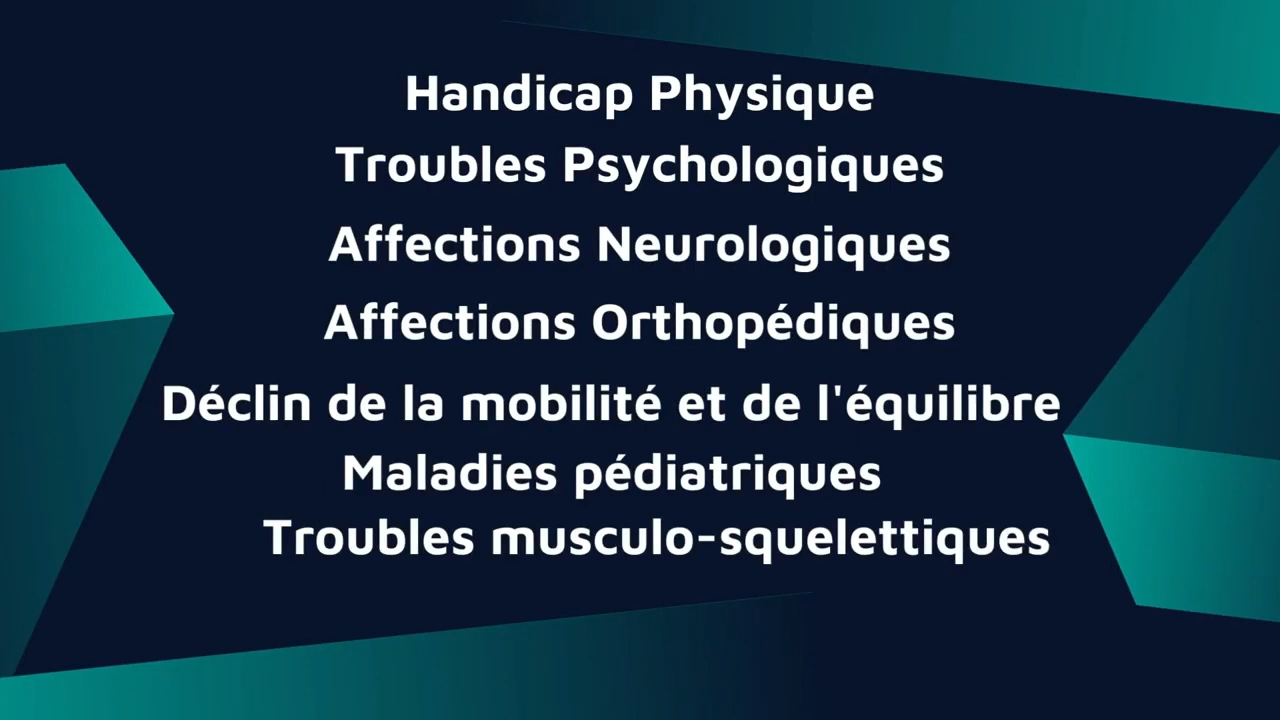 Handicap Physique
Troubles Psychologiques
Affections Neurologiques
Affections Orthopédiques
Déclin de la mobilité et de l'équilibre
Maladies pédiatriques
Troubles musculo-squelettiques